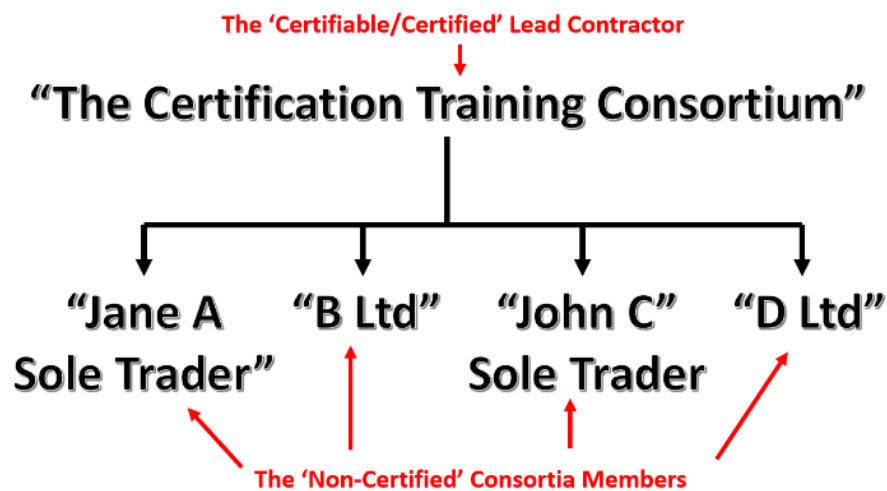 The ‘Certifiable/Certified’ Lead Contractor
“The Certification Training Consortium”
“Jane A
Sole Trader”
“B Ltd”
“John C”
Sole Trader
“D Ltd”
The ‘Non-Certified’ Consortia Members